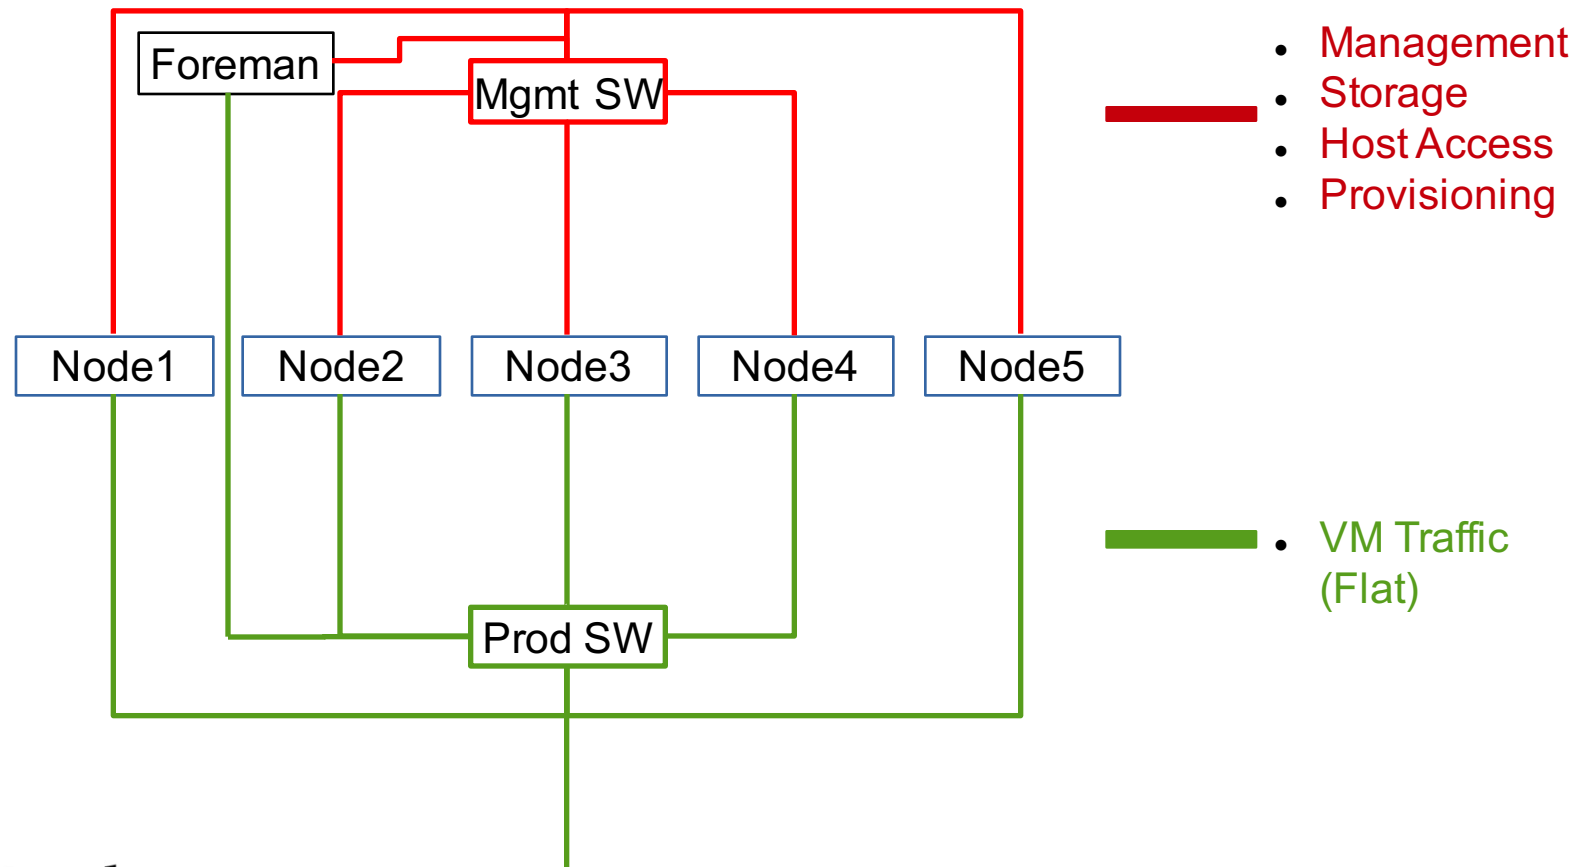 Foreman
Mgmt SW
Node1
Node2
Node3
Node4
Node5
Prod SW
• Management
• Storage
• Host Access
• Provisioning
• VM Traffic
(Flat)